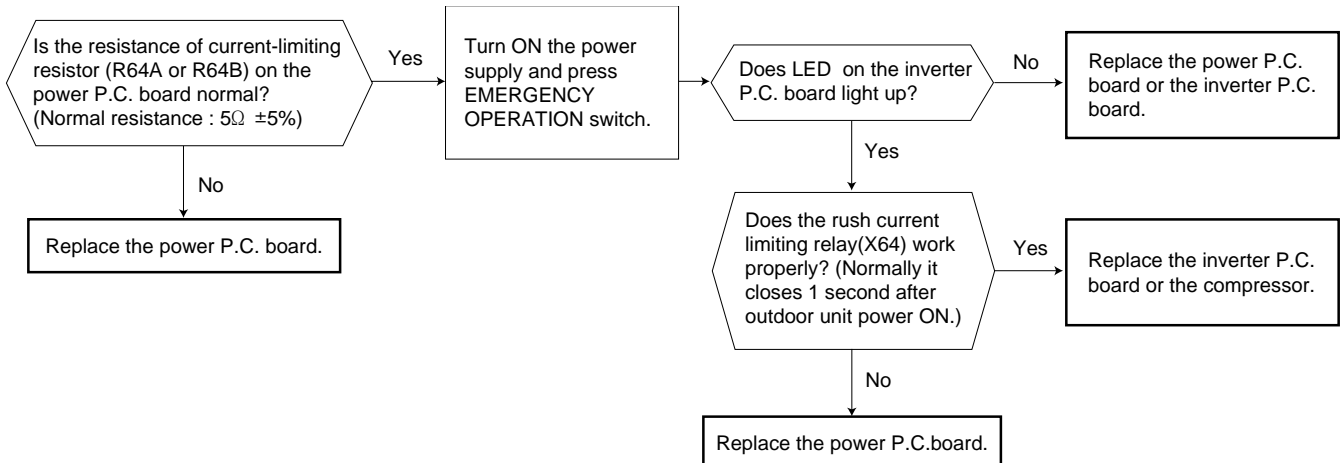 Is the resistance of current-limiting
resistor (R64A or R64B) on the
power P.C. board normal?
(Normal resistance : 5Ω ±5%)
Yes
Turn ON the power
supply and press
EMERGENCY
OPERATION switch.
Does LED on the inverter
P.C. board light up?
No
Replace the power P.C.
board or the inverter P.C.
board.
No
Replace the power P.C. board.
Yes
Does the rush current
limiting relay(X64) work
properly? (Normally it
closes 1 second after
outdoor unit power ON.)
Yes
Replace the inverter P.C.
board or the compressor.
No
Replace the power P.C.board.